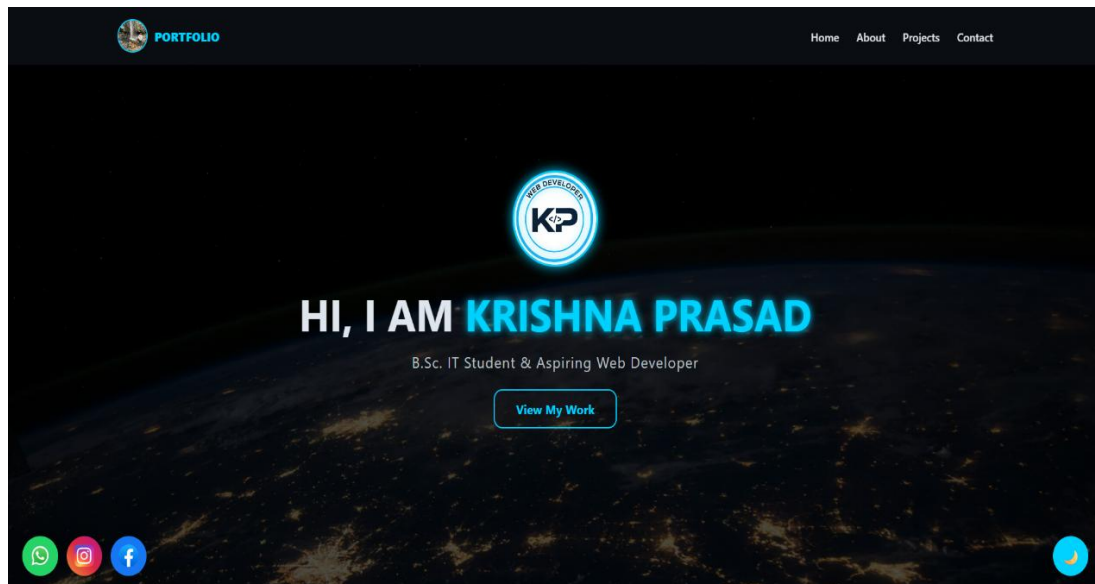 PORTFOLIO
Home About Projects Contact
WEB DEVELOPER
K</>P
HI, I AM KRISHNA PRASAD
B.Sc. IT Student & Aspiring Web Developer
View My Work